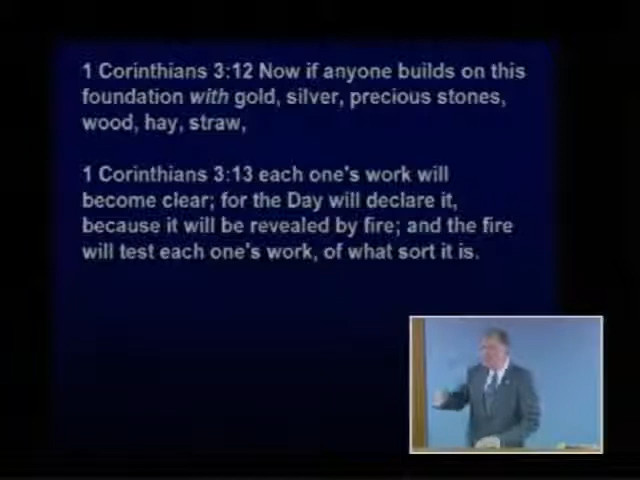 1 Corinthians 3:12 Now if anyone builds on this
foundation with gold, silver, precious stones,
wood, hay, straw,
1 Corinthians 3:13 each one's work will
become clear; for the Day will declare it,
because it will be revealed by fire; and the fire
will test each one's work, of what sort it is.